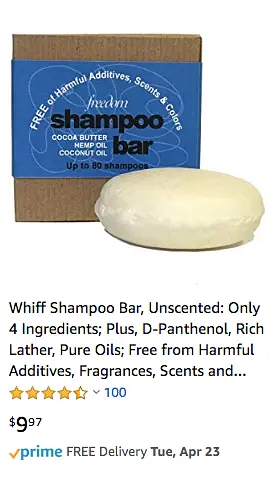 FREE of Harmful Additives, Scents & Colors
freedom
shampoo
COCOA BUTTER
HEMP OIL
COCONUT OIL
bar
Up to 80 shampoos
Whiff Shampoo Bar, Unscented: Only
4 Ingredients; Plus, D-Panthenol, Rich
Lather, Pure Oils; Free from Harmful
Additives, Fragrances, Scents and...
100
$997
prime FREE Delivery Tue, Apr 23